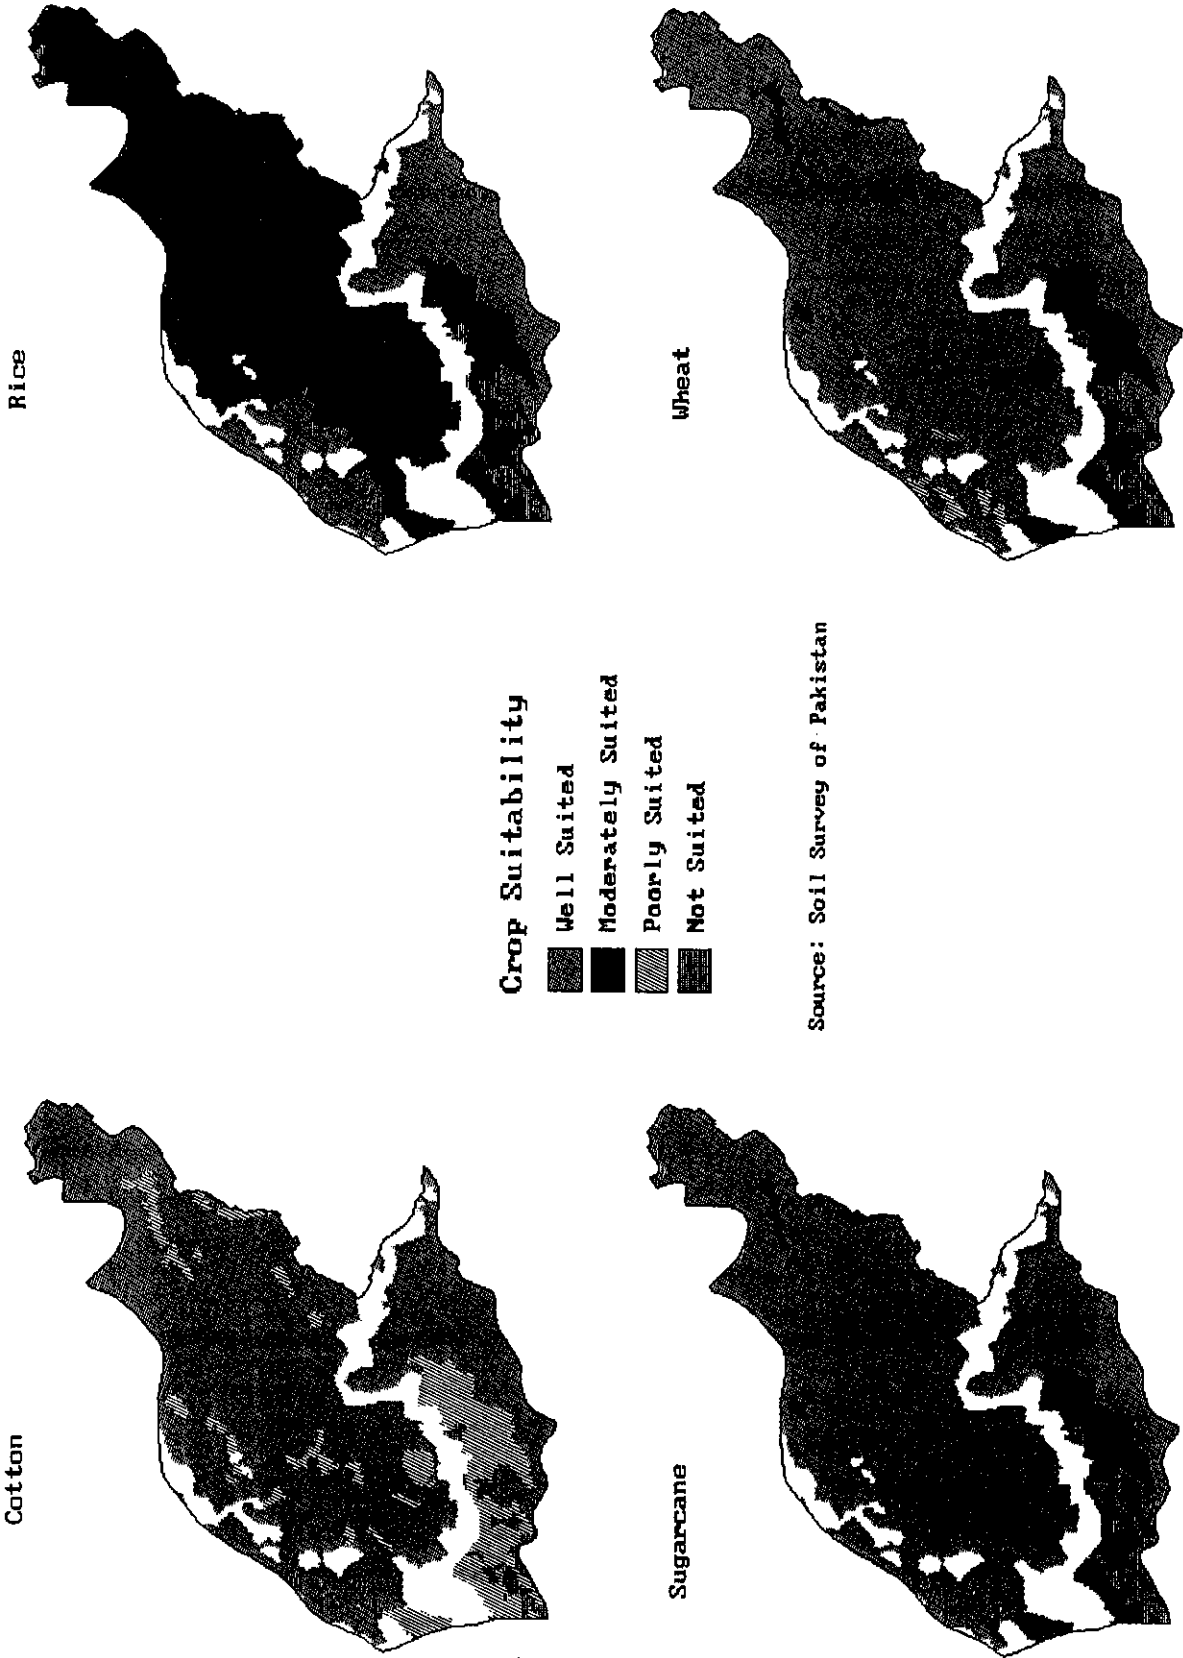 Cotton
Rice
Crop Suitability
Well Suited
Moderately Suited
Poorly Suited
Not Suited
Sugarcane
Wheat
Source: Soil Survey of Pakistan